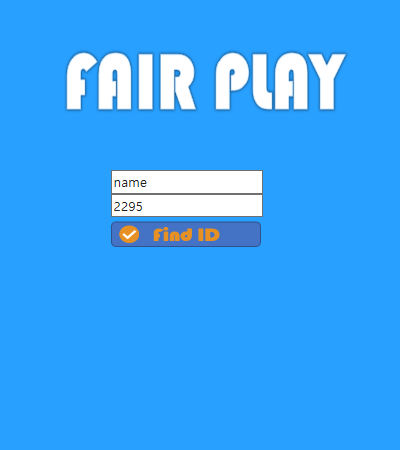 FAIR PLAY
name
2295
Find ID